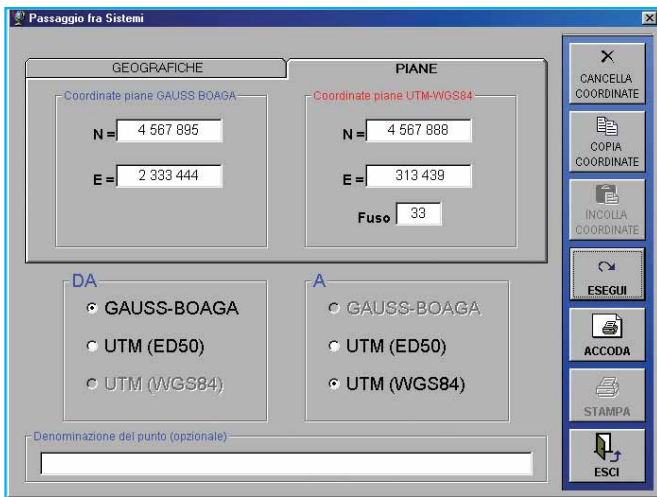 Passaggio fra Sistemi
GEOGRAFICHE
PIANE
Coordinate piane GAUSS BOAGA
N = 4 567 895
E = 2 333 444
Coordinate piane UTM-WGS84
N = 4 567 888
E = 313 439
Fuso 33
DA
GAUSS-BOAGA
UTM (ED50)
UTM (WGS84)
A
GAUSS-BOAGA
UTM (ED50)
UTM (WGS84)
Denominazione del punto (opzionale)
CANCELLA
COORDINATE
COPIA
COORDINATE
INCOLLA
COORDINATE
ESEGUI
ACCODA
STAMPA
ESCI